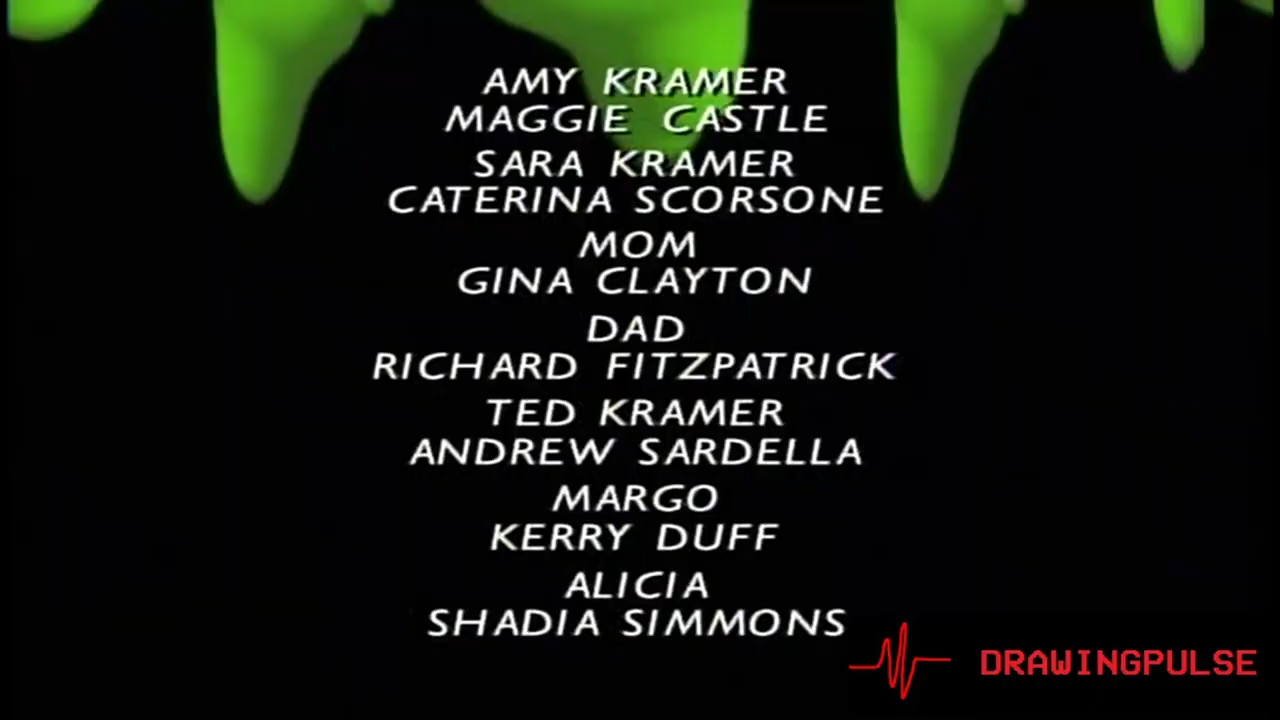 AMY KRAMER
MAGGIE CASTLE
SARA KRAMER
CATERINA SCORSONE
MOM
GINA CLAYTON
DAD
RICHARD FITZPATRICK
TED KRAMER
ANDREW SARDELLA
MARGO
KERRY DUFF
ALICIA
SHADIA SIMMONS
DRAWINGPULSE